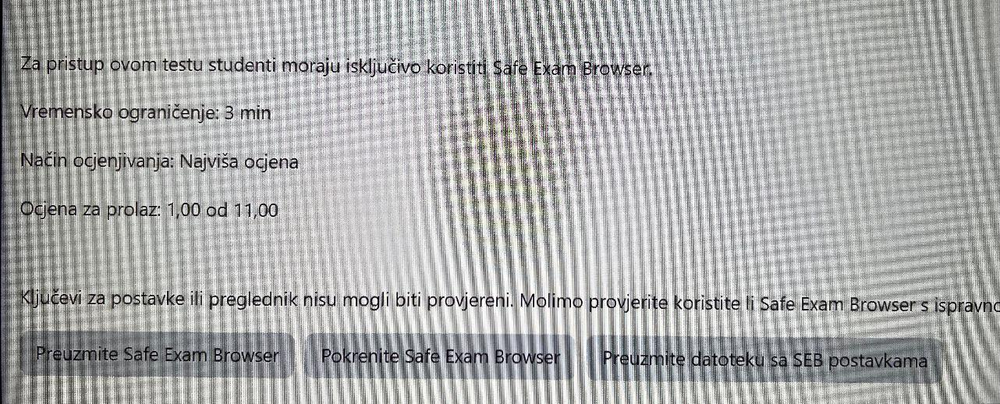 Za pristup ovom testu studenti moraju isključivo koristiti Safe Exam Browser.
Vremensko ograničenje: 3 min
Način ocjenjivanja: Najviša ocjena
Ocjena za prolaz: 1,00 od 11,00
Ključevi za postavke ili preglednik nisu mogli biti provjereni. Molimo provjerite koristite li Safe Exam Browser s ispravno
Preuzmite Safe Exam Browser Pokrenite Safe Exam Browser Preuzmite datoteku sa SEB postavkama